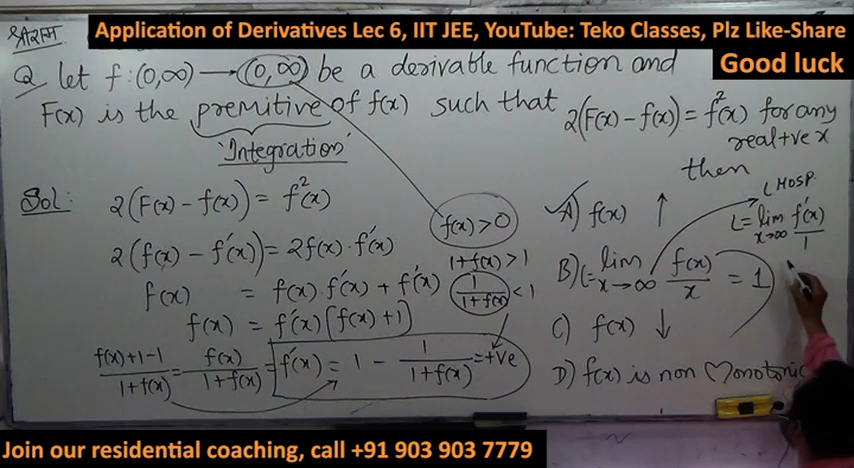 श्रीराम
Application of Derivatives Lec 6, IIT JEE, YouTube: Teko Classes, Plz Like-Share
Good luck
Q let f:(0,∞) → (0,∞) be a derivable function and
F(x) is the premitive of f(x) such that 2(F(x) - f(x)) = f²(x) for any
real +ve x
'Integration'
then
Sol:
2(F(x) - f(x)) = f²(x)
2(f(x) - f'(x)) = 2f(x)·f'(x)
f(x) = f(x)·f'(x) + f'(x)
f(x) = f'(x)[f(x)+1]
f(x)+1-1 / 1+f(x) = f(x) / 1+f(x) = f'(x) = 1 - 1 / 1+f(x) = +ve
f(x) > 0
1+f(x) > 1
1 / 1+f(x) < 1
A) f(x) ↑
L HOSP.
L = lim x→∞ f'(x) / 1
B) L = lim x→∞ f(x) / x = 1
C) f(x) ↓
D) f(x) is non Monotonic
Join our residential coaching, call +91 903 903 7779